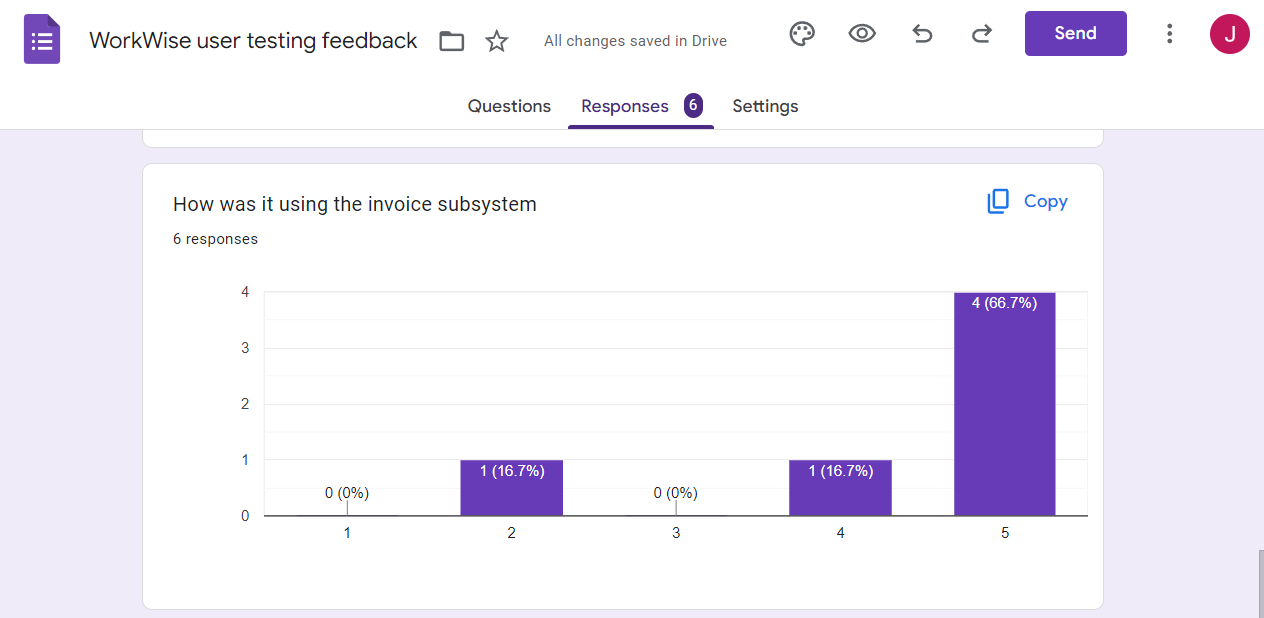 WorkWise user testing feedback
All changes saved in Drive
Send
J
Questions
Responses 6
Settings
How was it using the invoice subsystem
Copy
6 responses
4
3
2
1
0
0 (0%)
1 (16.7%)
0 (0%)
1 (16.7%)
4 (66.7%)
1 2 3 4 5